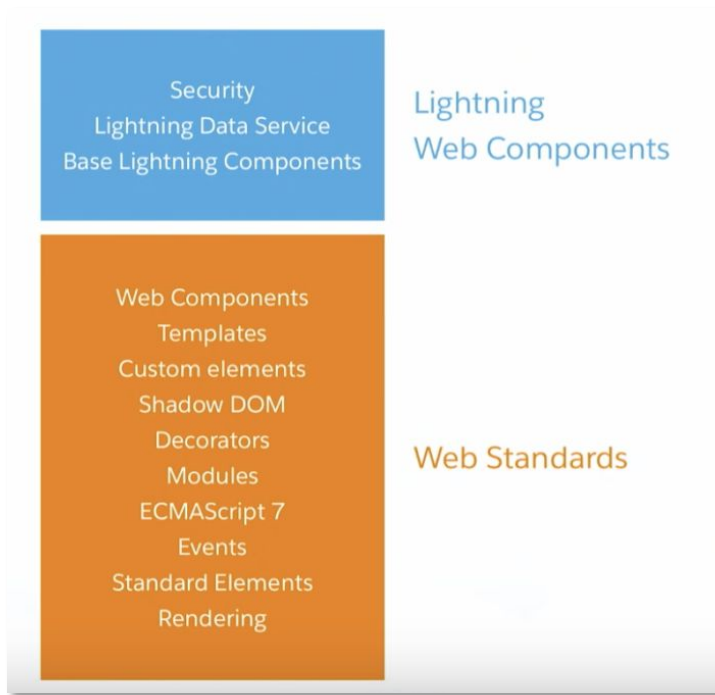 Security
Lightning Data Service
Base Lightning Components
Lightning
Web Components
Web Components
Templates
Custom elements
Shadow DOM
Decorators
Modules
ECMAScript 7
Events
Standard Elements
Rendering
Web Standards